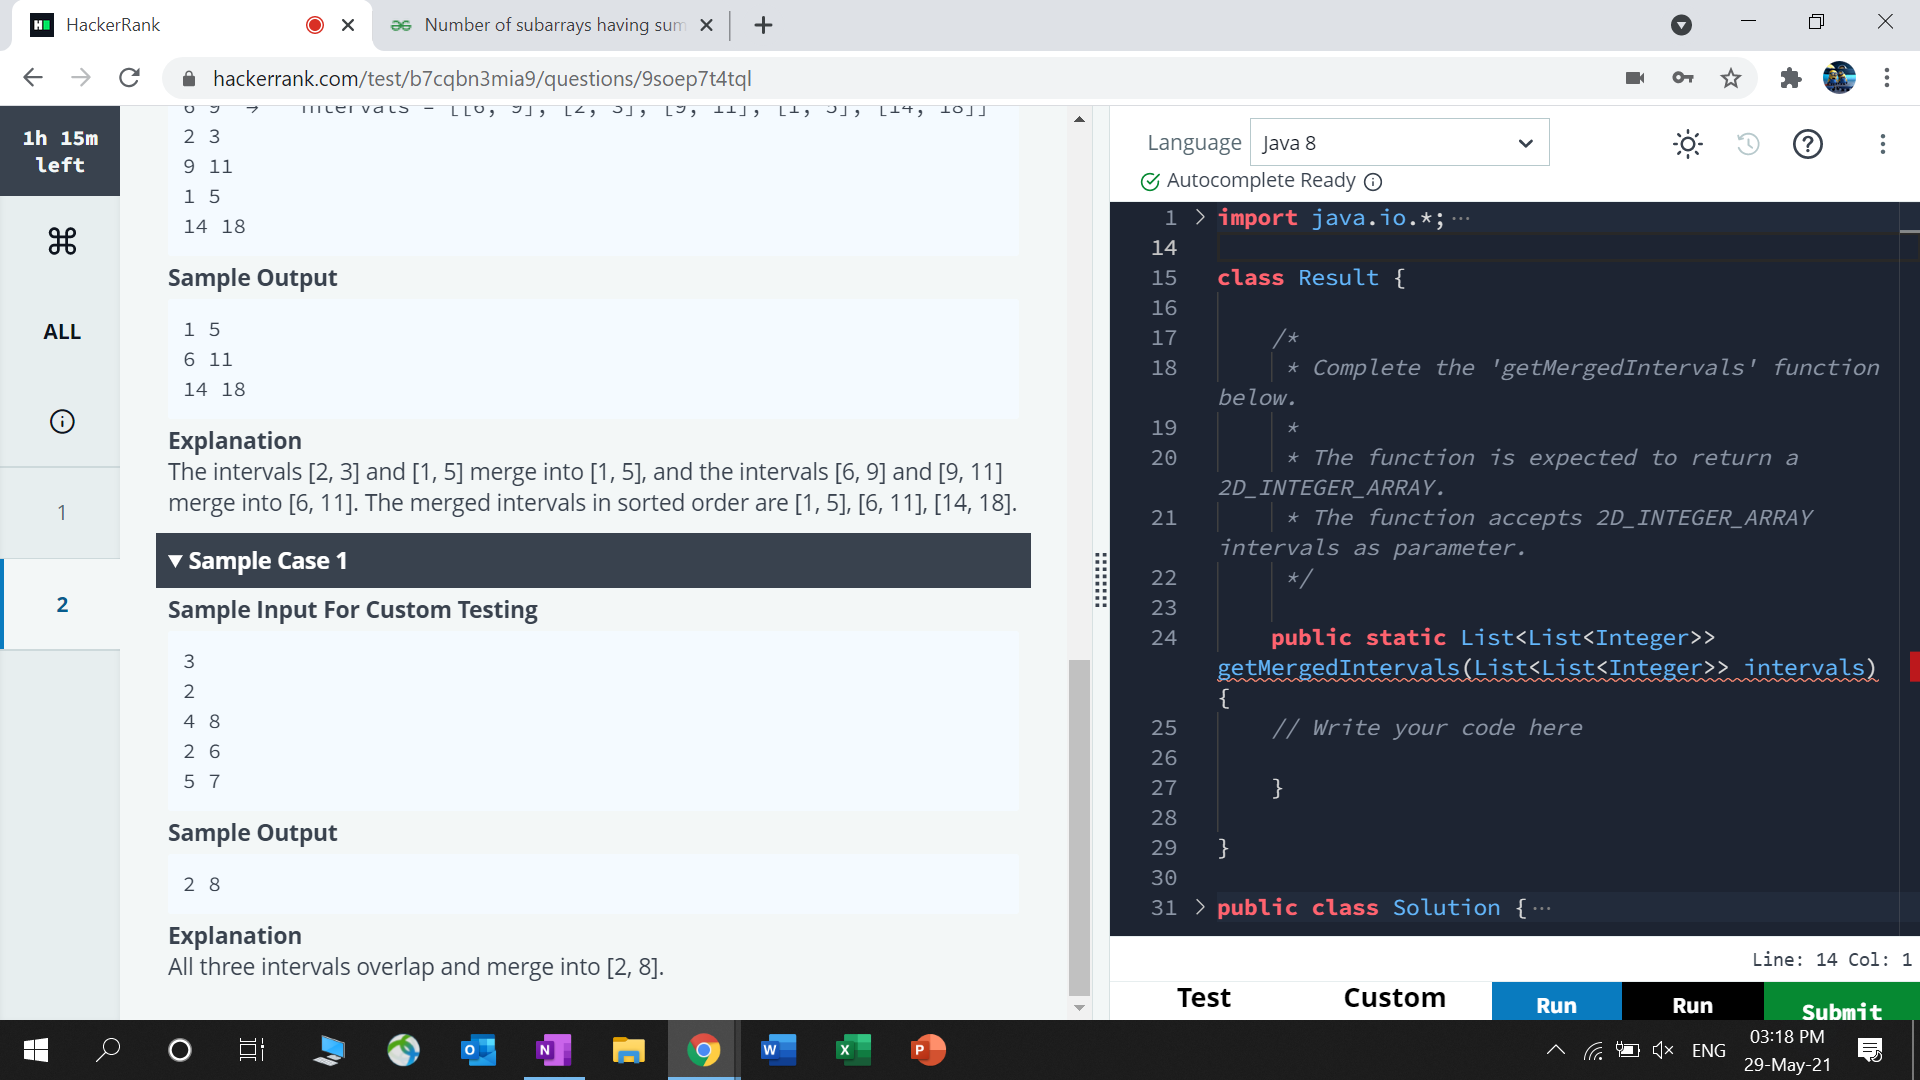 HackerRank
Number of subarrays having sum
hackerrank.com/test/b7cqbn3mia9/questions/9soep7t4tql
1h 15m
left
ALL
1
2
6 9 → intervals = [[6, 9], [2, 3], [9, 11], [1, 5], [14, 18]]
2 3
9 11
1 5
14 18
Sample Output
1 5
6 11
14 18
Explanation
The intervals [2, 3] and [1, 5] merge into [1, 5], and the intervals [6, 9] and [9, 11]
merge into [6, 11]. The merged intervals in sorted order are [1, 5], [6, 11], [14, 18].
▼ Sample Case 1
Sample Input For Custom Testing
3
2
4 8
2 6
5 7
Sample Output
2 8
Explanation
All three intervals overlap and merge into [2, 8].
Language Java 8
Autocomplete Ready
1 > import java.io.*; ...
14
15 class Result {
16
17 /*
18 * Complete the 'getMergedIntervals' function
below.
19 *
20 * The function is expected to return a
2D_INTEGER_ARRAY.
21 * The function accepts 2D_INTEGER_ARRAY
intervals as parameter.
22 */
23
24 public static List<List<Integer>>
getMergedIntervals(List<List<Integer>> intervals)
{
25 // Write your code here
26
27 }
28
29 }
30
31 > public class Solution { ...
Line: 14 Col: 1
Test Custom Run Run Submit
ENG
03:18 PM
29-May-21